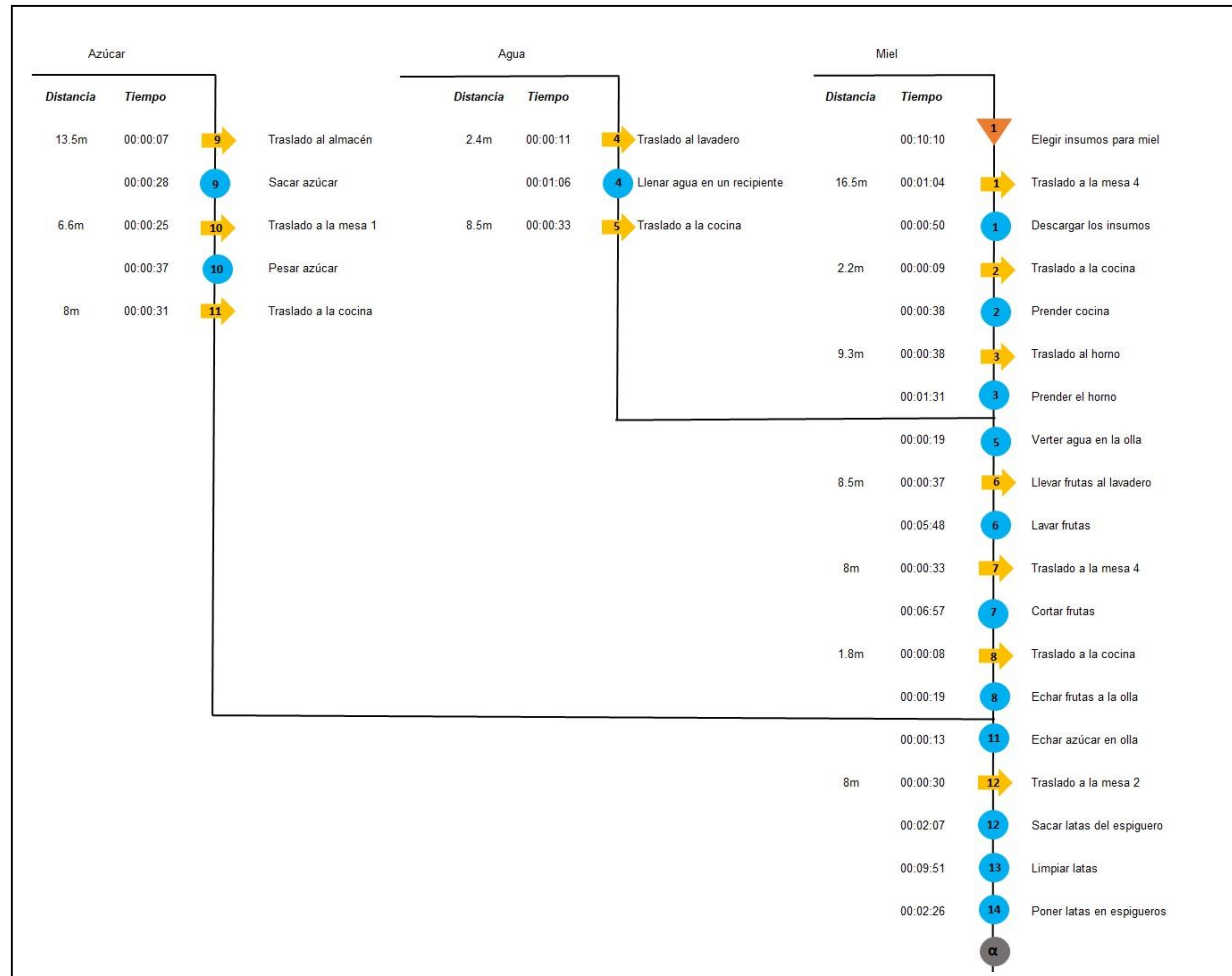 Azúcar
Distancia Tiempo
13.5m 00:00:07 9 Traslado al almacén
00:00:28 9 Sacar azúcar
6.6m 00:00:25 10 Traslado a la mesa 1
00:00:37 10 Pesar azúcar
8m 00:00:31 11 Traslado a la cocina
Agua
Distancia Tiempo
2.4m 00:00:11 4 Traslado al lavadero
00:01:06 4 Llenar agua en un recipiente
8.5m 00:00:33 5 Traslado a la cocina
Miel
Distancia Tiempo
00:10:10 1 Elegir insumos para miel
16.5m 00:01:04 1 Traslado a la mesa 4
00:00:50 1 Descargar los insumos
2.2m 00:00:09 2 Traslado a la cocina
00:00:38 2 Prender cocina
9.3m 00:00:38 3 Traslado al horno
00:01:31 3 Prender el horno
00:00:19 5 Verter agua en la olla
8.5m 00:00:37 6 Llevar frutas al lavadero
00:05:48 6 Lavar frutas
8m 00:00:33 7 Traslado a la mesa 4
00:06:57 7 Cortar frutas
1.8m 00:00:08 8 Traslado a la cocina
00:00:19 8 Echar frutas a la olla
00:00:13 11 Echar azúcar en olla
8m 00:00:30 12 Traslado a la mesa 2
00:02:07 12 Sacar latas del espiguero
00:09:51 13 Limpiar latas
00:02:26 14 Poner latas en espigueros
α